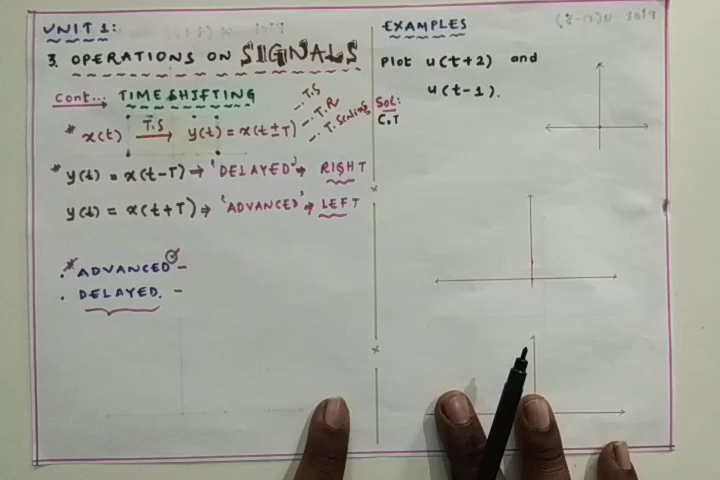 UNIT 1:
3. OPERATIONS ON SIGNALS
Cont... TIME SHIFTING
* x(t) T.S → y(t) = x(t±T)
- T.S
- T.R
- T. Scaling
* y(t) = x(t-T) → 'DELAYED' → RIGHT
y(t) = x(t+T) → 'ADVANCED' → LEFT
* ADVANCED -
. DELAYED. -
EXAMPLES
Plot u(t+2) and
u(t-1).
Sol:
C.T